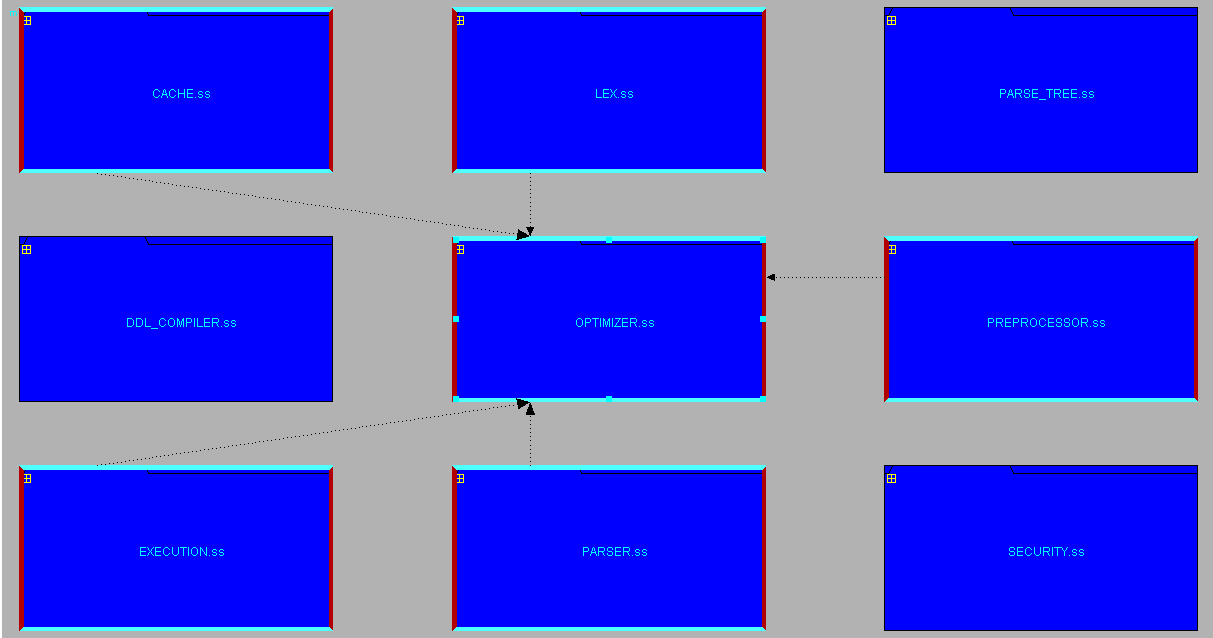 CACHE.ss
LEX.ss
PARSE_TREE.ss
DDL_COMPILER.ss
OPTIMIZER.ss
PREPROCESSOR.ss
EXECUTION.ss
PARSER.ss
SECURITY.ss